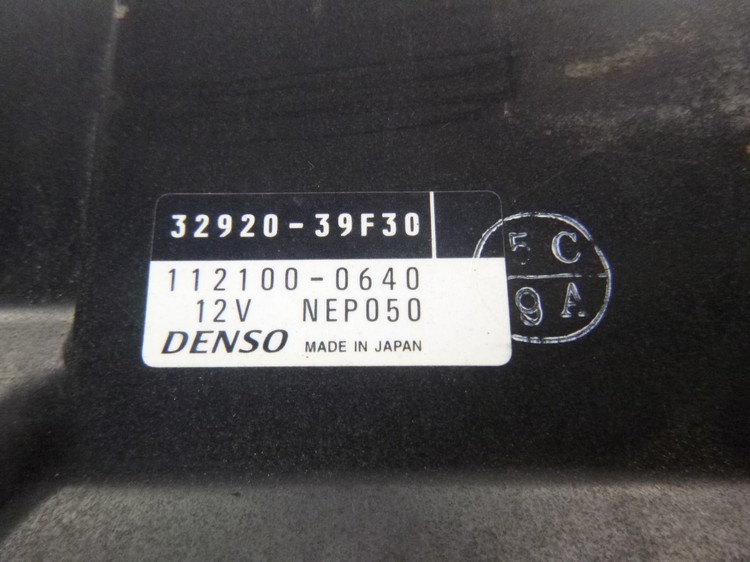 32920-39F30
112100-0640
12V NEP050
DENSO MADE IN JAPAN
5 C
9 A